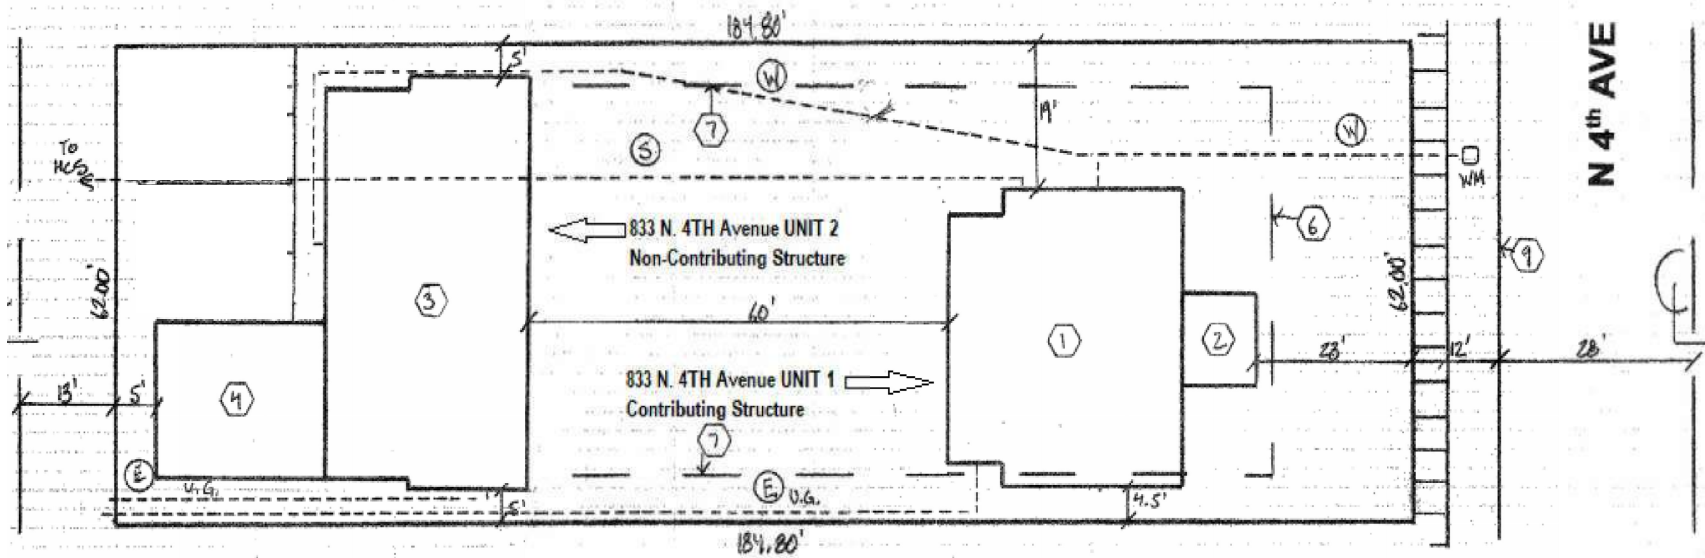 184.80'
N 4th AVE
5'
W
7
19'
W
TO
HCS
S
WM
833 N. 4TH Avenue UNIT 2
Non-Contributing Structure
6
9
62.00'
3
60'
1
2
62.00'
23'
12'
28'
833 N. 4TH Avenue UNIT 1
Contributing Structure
13'
5'
4
7
E
U.G.
E
U.G.
5'
4.5'
184.80'